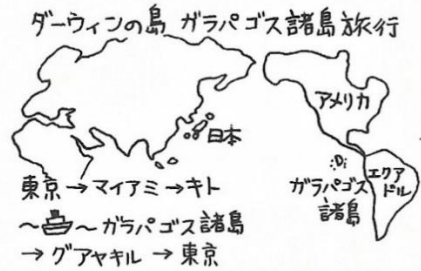 ダーウィンの島 ガラパゴス諸島旅行
アメリカ
日本
エクアドル
ガラパゴス
諸島
東京→マイアミ→キト
～～ガラパゴス諸島
→グアヤキル→東京